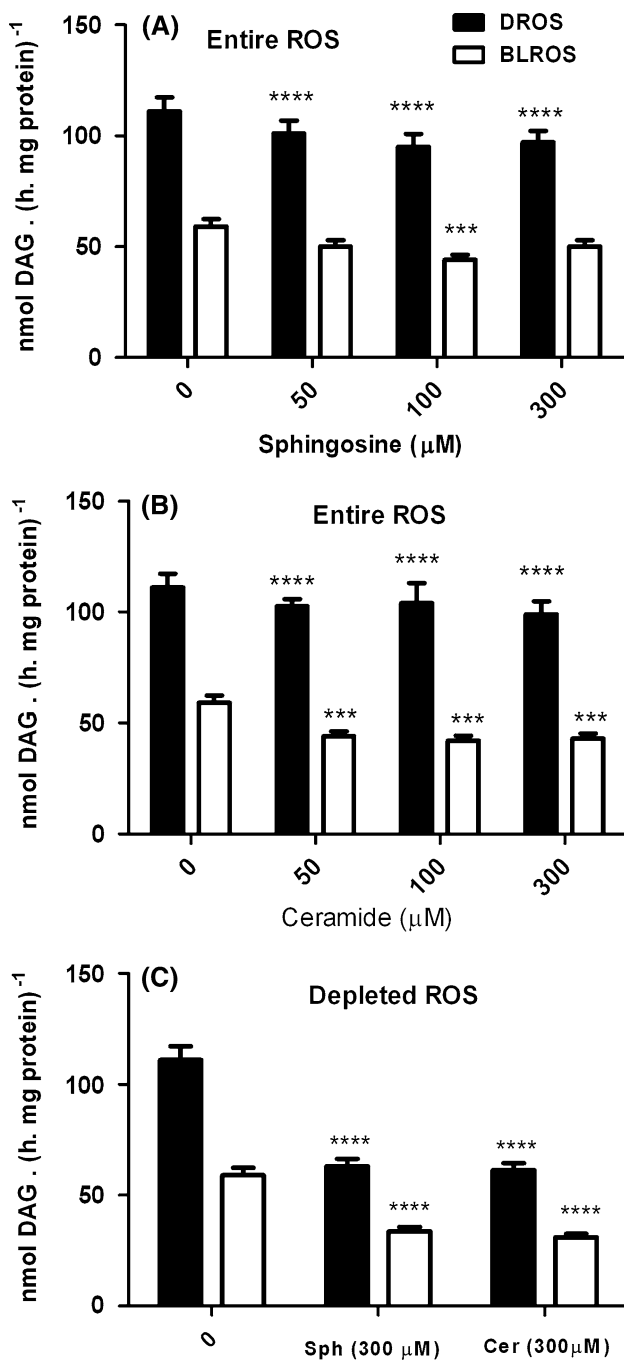 (A)
Entire ROS
DROS
BLROS
nmol DAG . (h. mg protein)⁻¹
150
100
50
0
****
****
****
***
0
50
100
300
Sphingosine (μM)
(B)
Entire ROS
nmol DAG . (h. mg protein)⁻¹
150
100
50
0
****
****
****
***
***
***
0
50
100
300
Ceramide (μM)
(C)
Depleted ROS
nmol DAG . (h. mg protein)⁻¹
150
100
50
0
****
****
****
****
0
Sph (300 μM)
Cer (300μM)